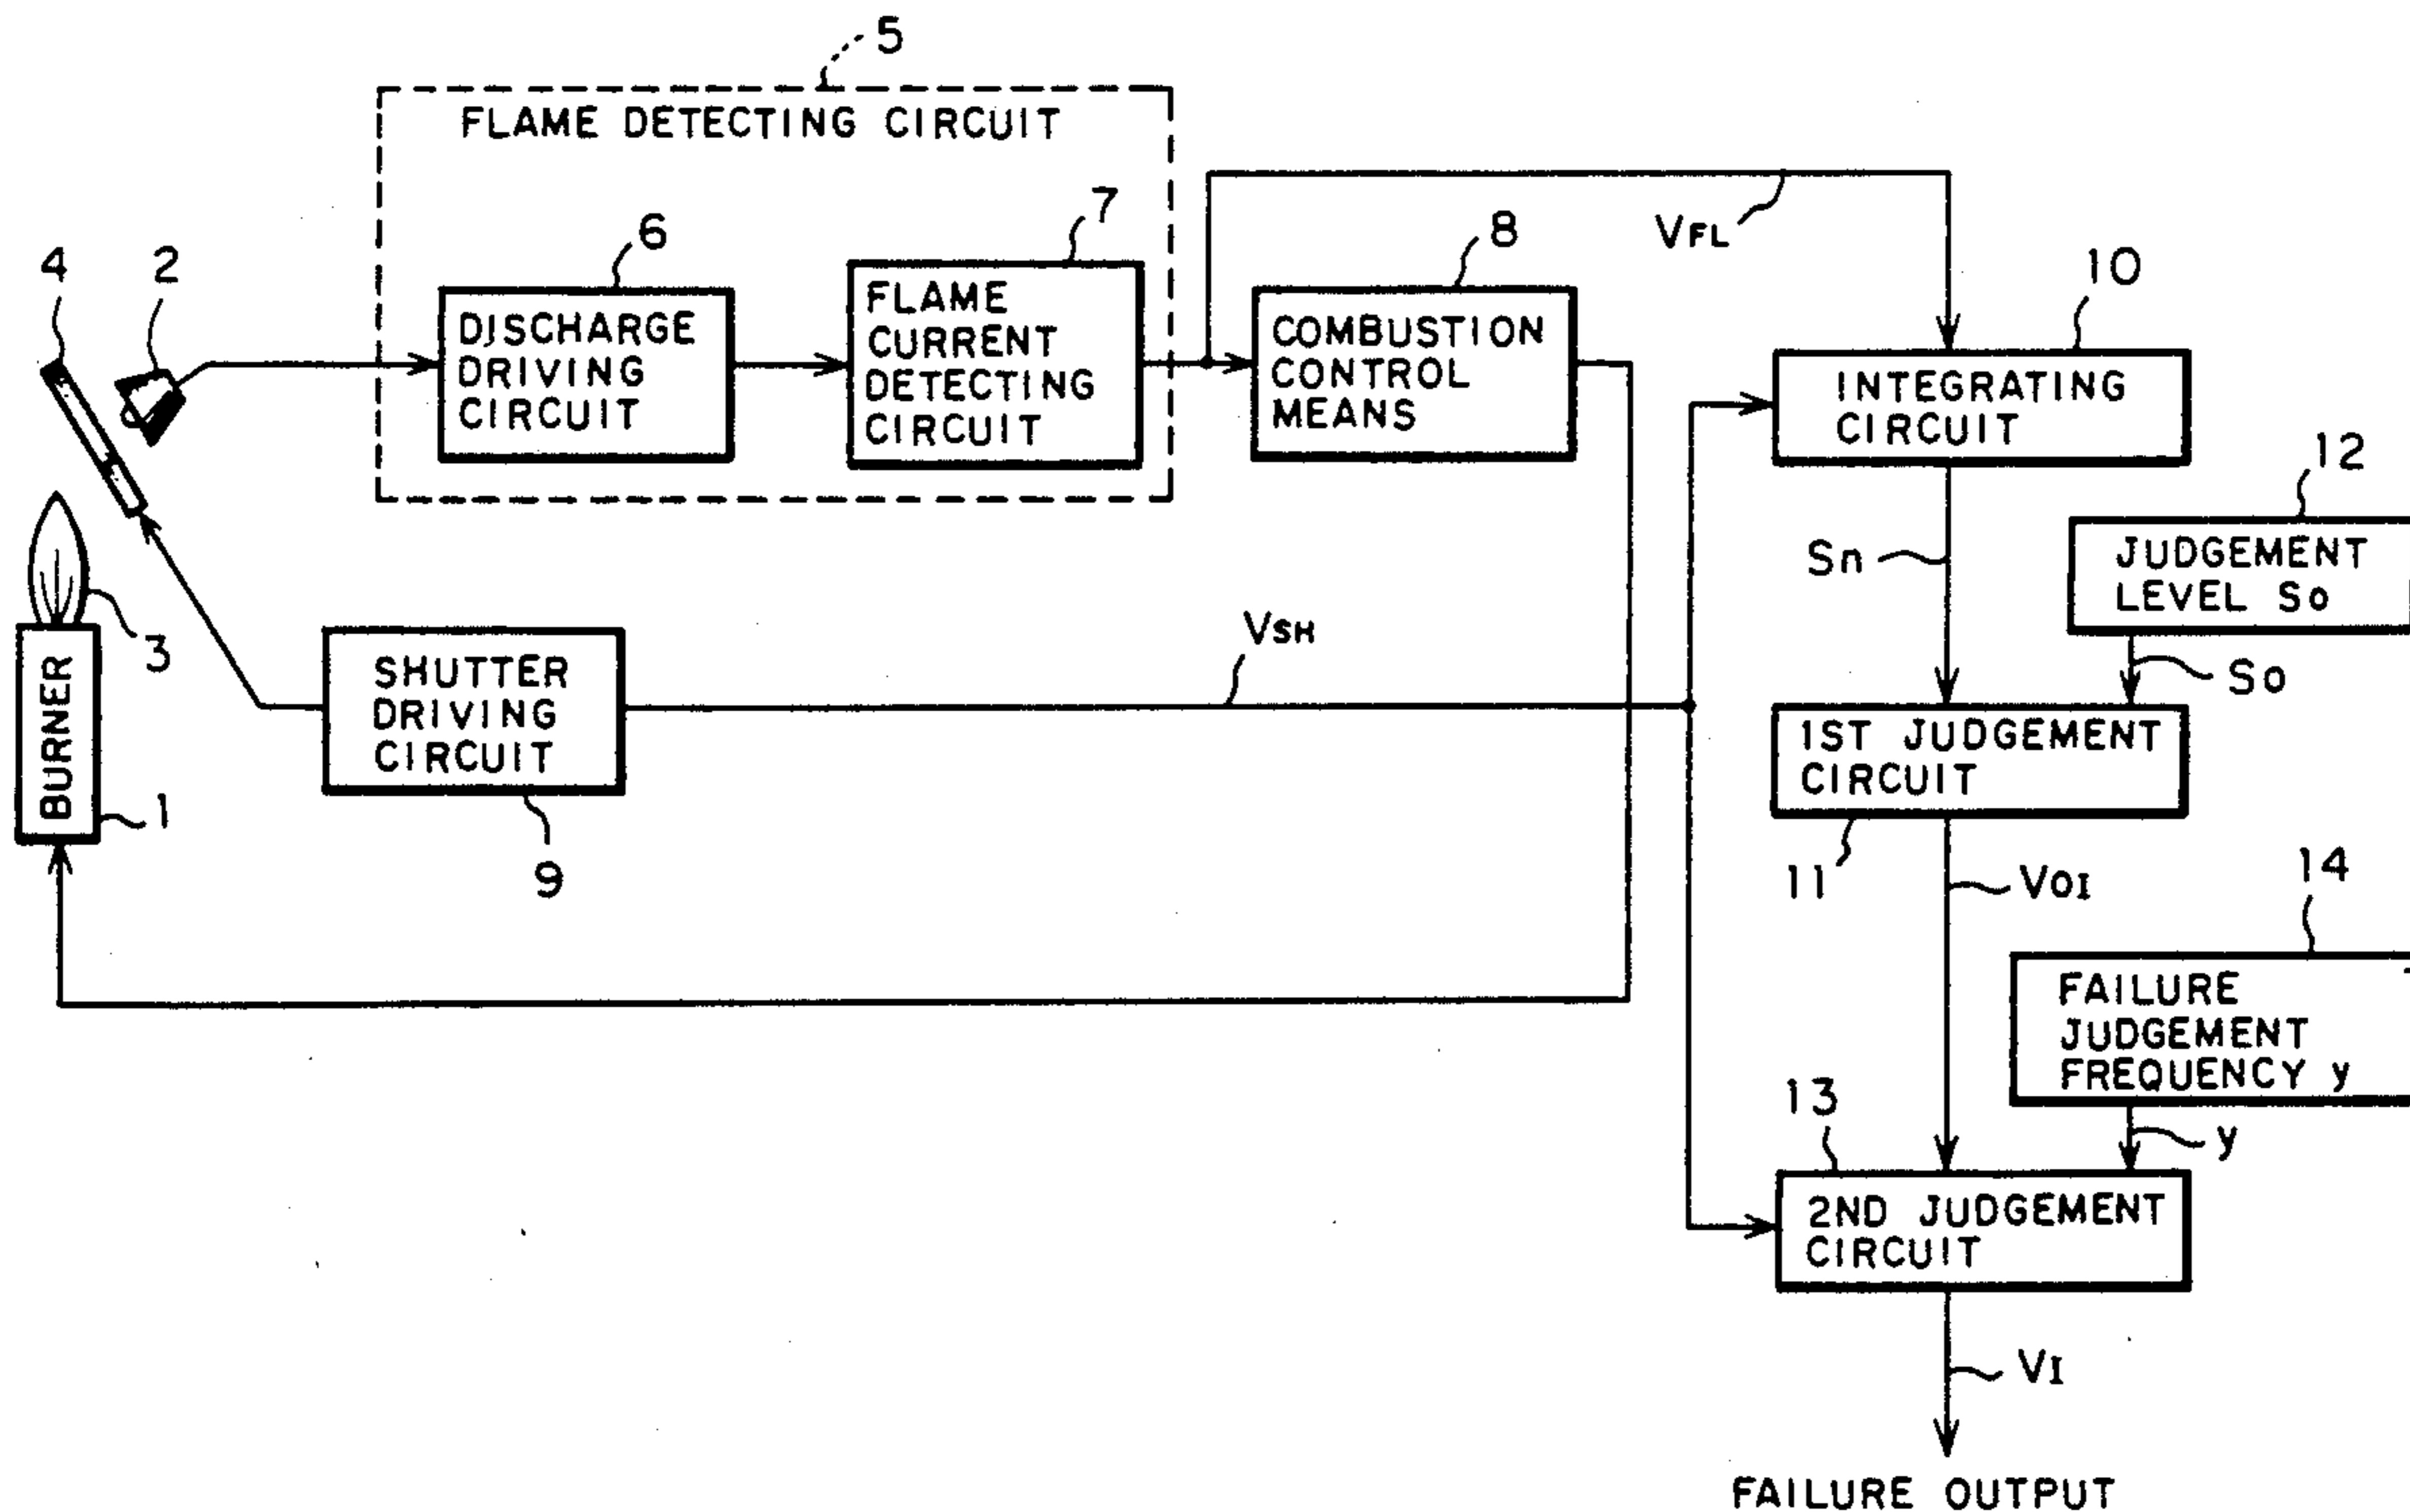 5
FLAME DETECTING CIRCUIT
4
2
6
DISCHARGE
DRIVING
CIRCUIT
7
FLAME
CURRENT
DETECTING
CIRCUIT
8
COMBUSTION
CONTROL
MEANS
VFL
10
INTEGRATING
CIRCUIT
12
JUDGEMENT
LEVEL So
Sn
So
3
BURNER
1
SHUTTER
DRIVING
CIRCUIT
9
VSH
1ST JUDGEMENT
CIRCUIT
11
VOI
14
FAILURE
JUDGEMENT
FREQUENCY y
y
13
2ND JUDGEMENT
CIRCUIT
VI
FAILURE OUTPUT